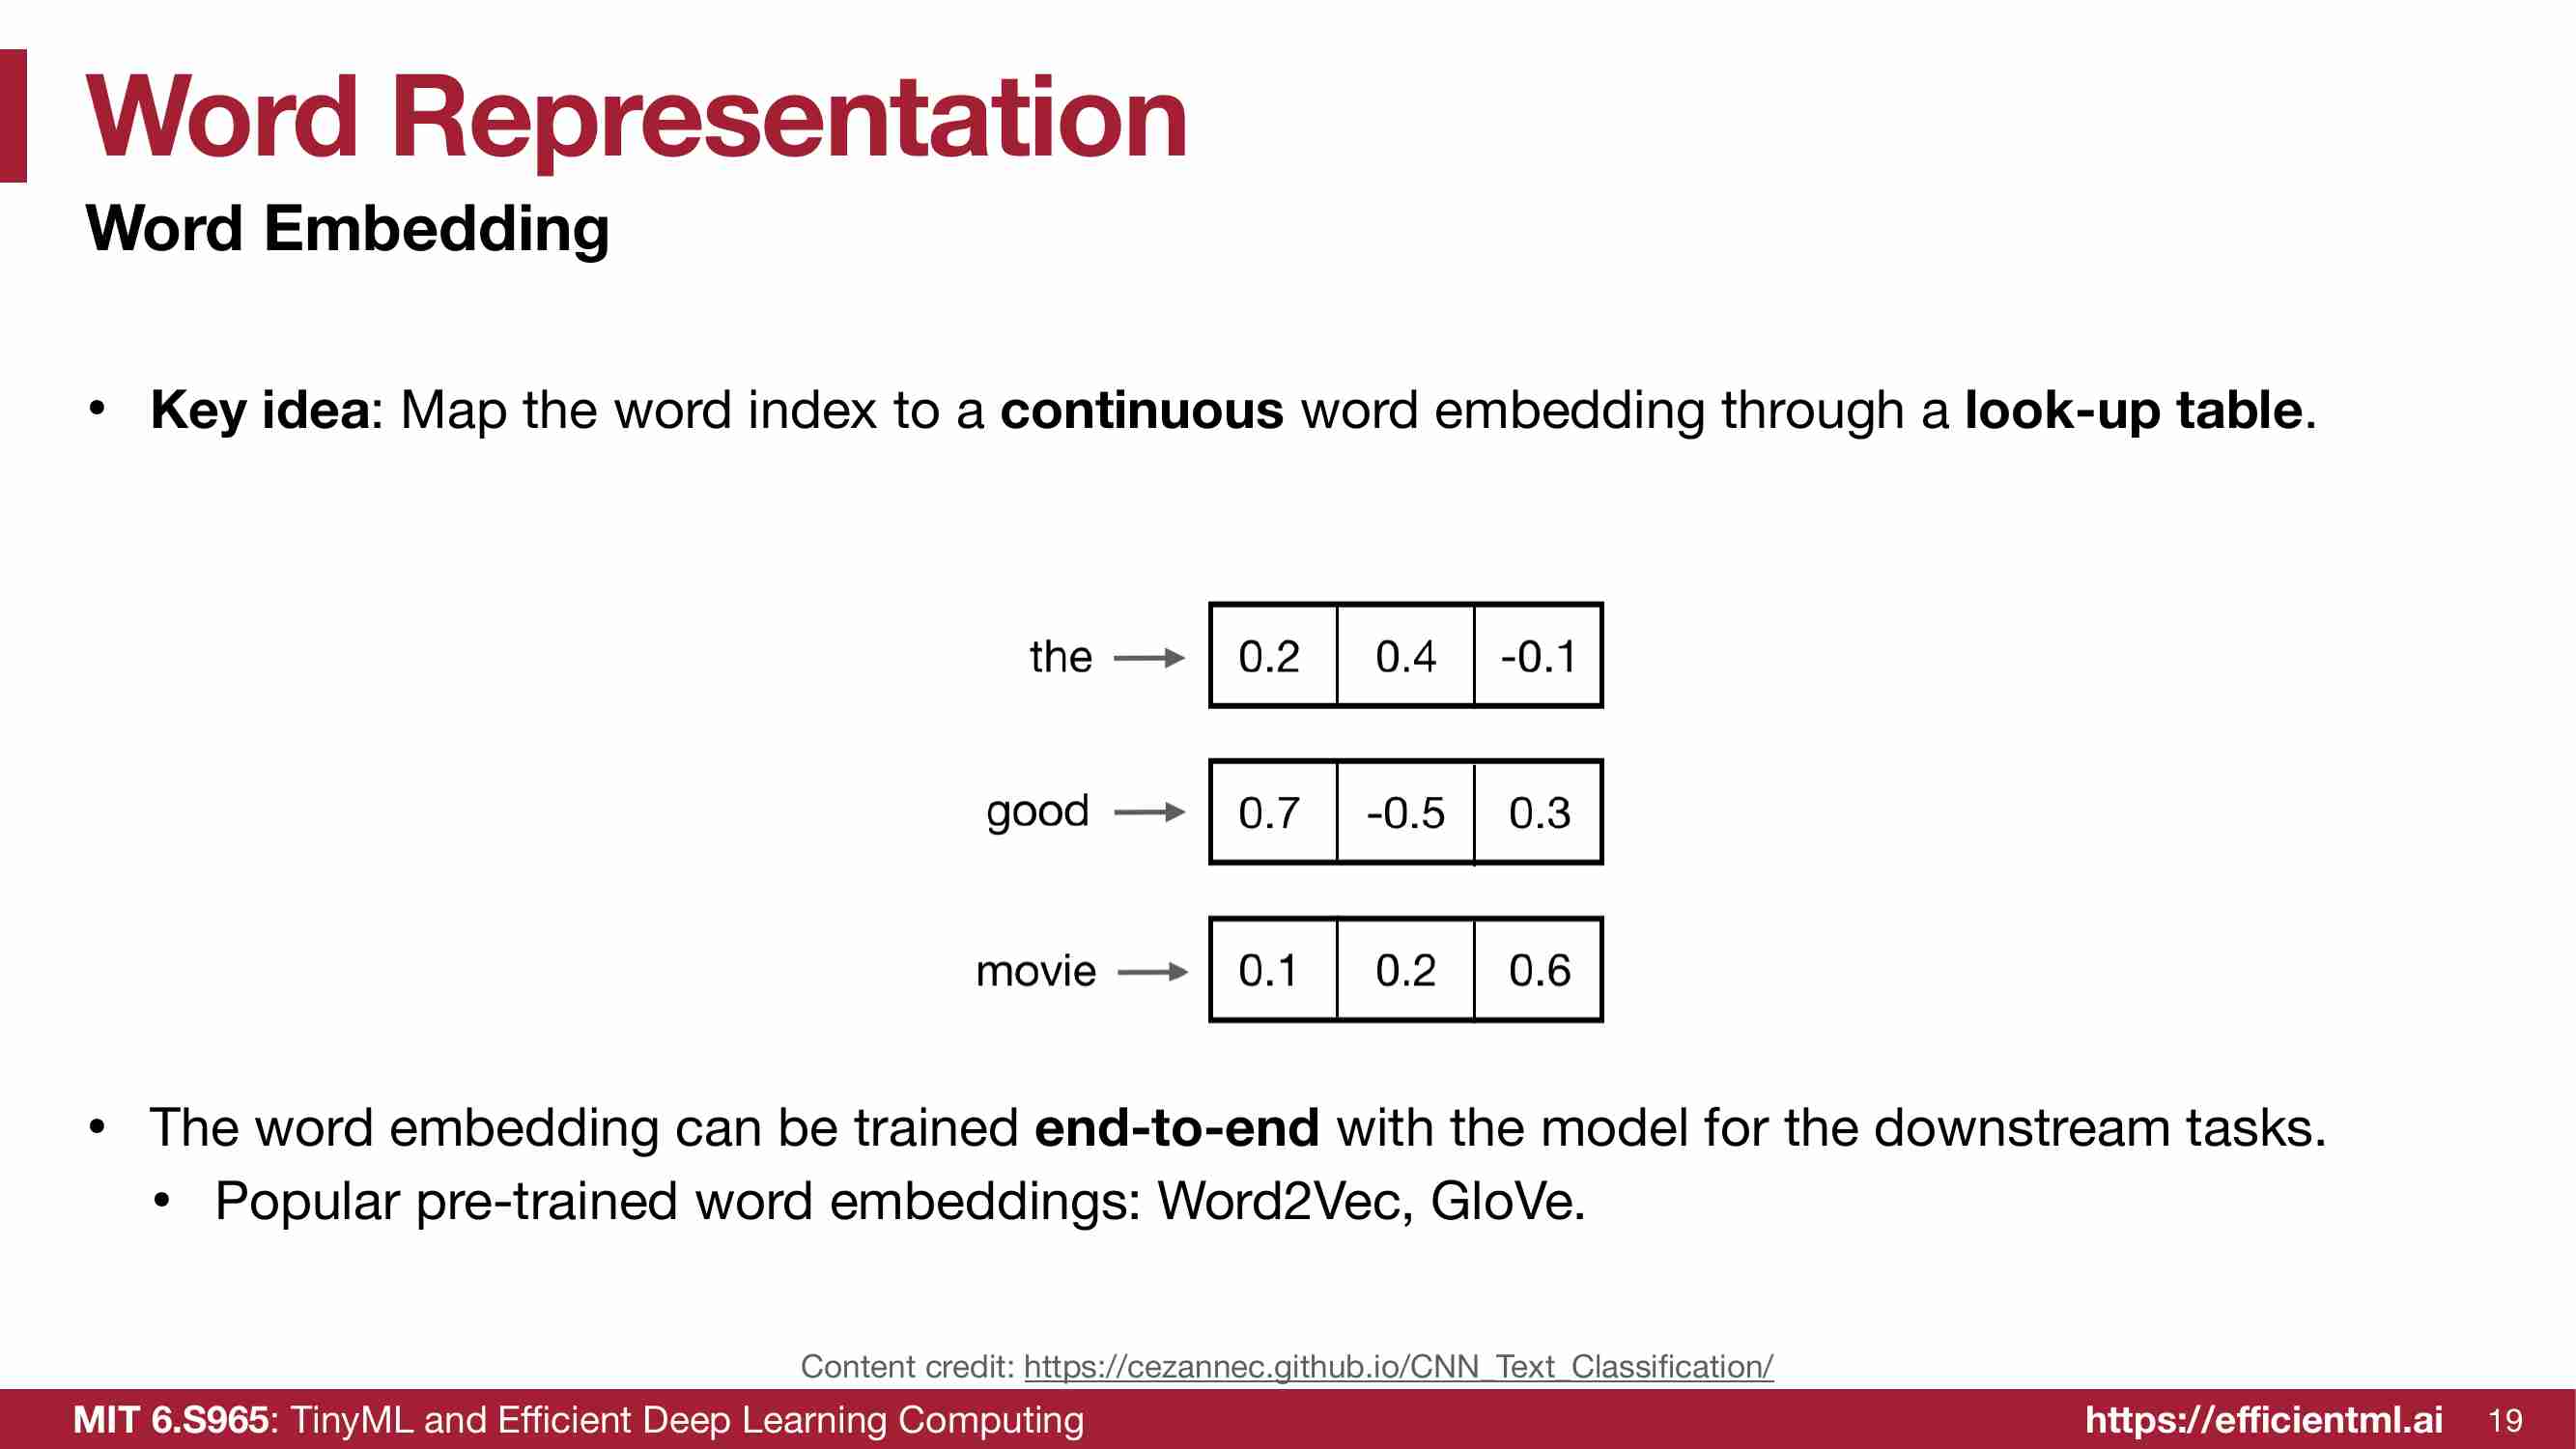 Word Representation
Word Embedding
• Key idea: Map the word index to a continuous word embedding through a look-up table.
the 0.2 0.4 -0.1
good 0.7 -0.5 0.3
movie 0.1 0.2 0.6
• The word embedding can be trained end-to-end with the model for the downstream tasks.
• Popular pre-trained word embeddings: Word2Vec, GloVe.
Content credit: https://cezannec.github.io/CNN_Text_Classification/
MIT 6.S965: TinyML and Efficient Deep Learning Computing https://efficientml.ai 19